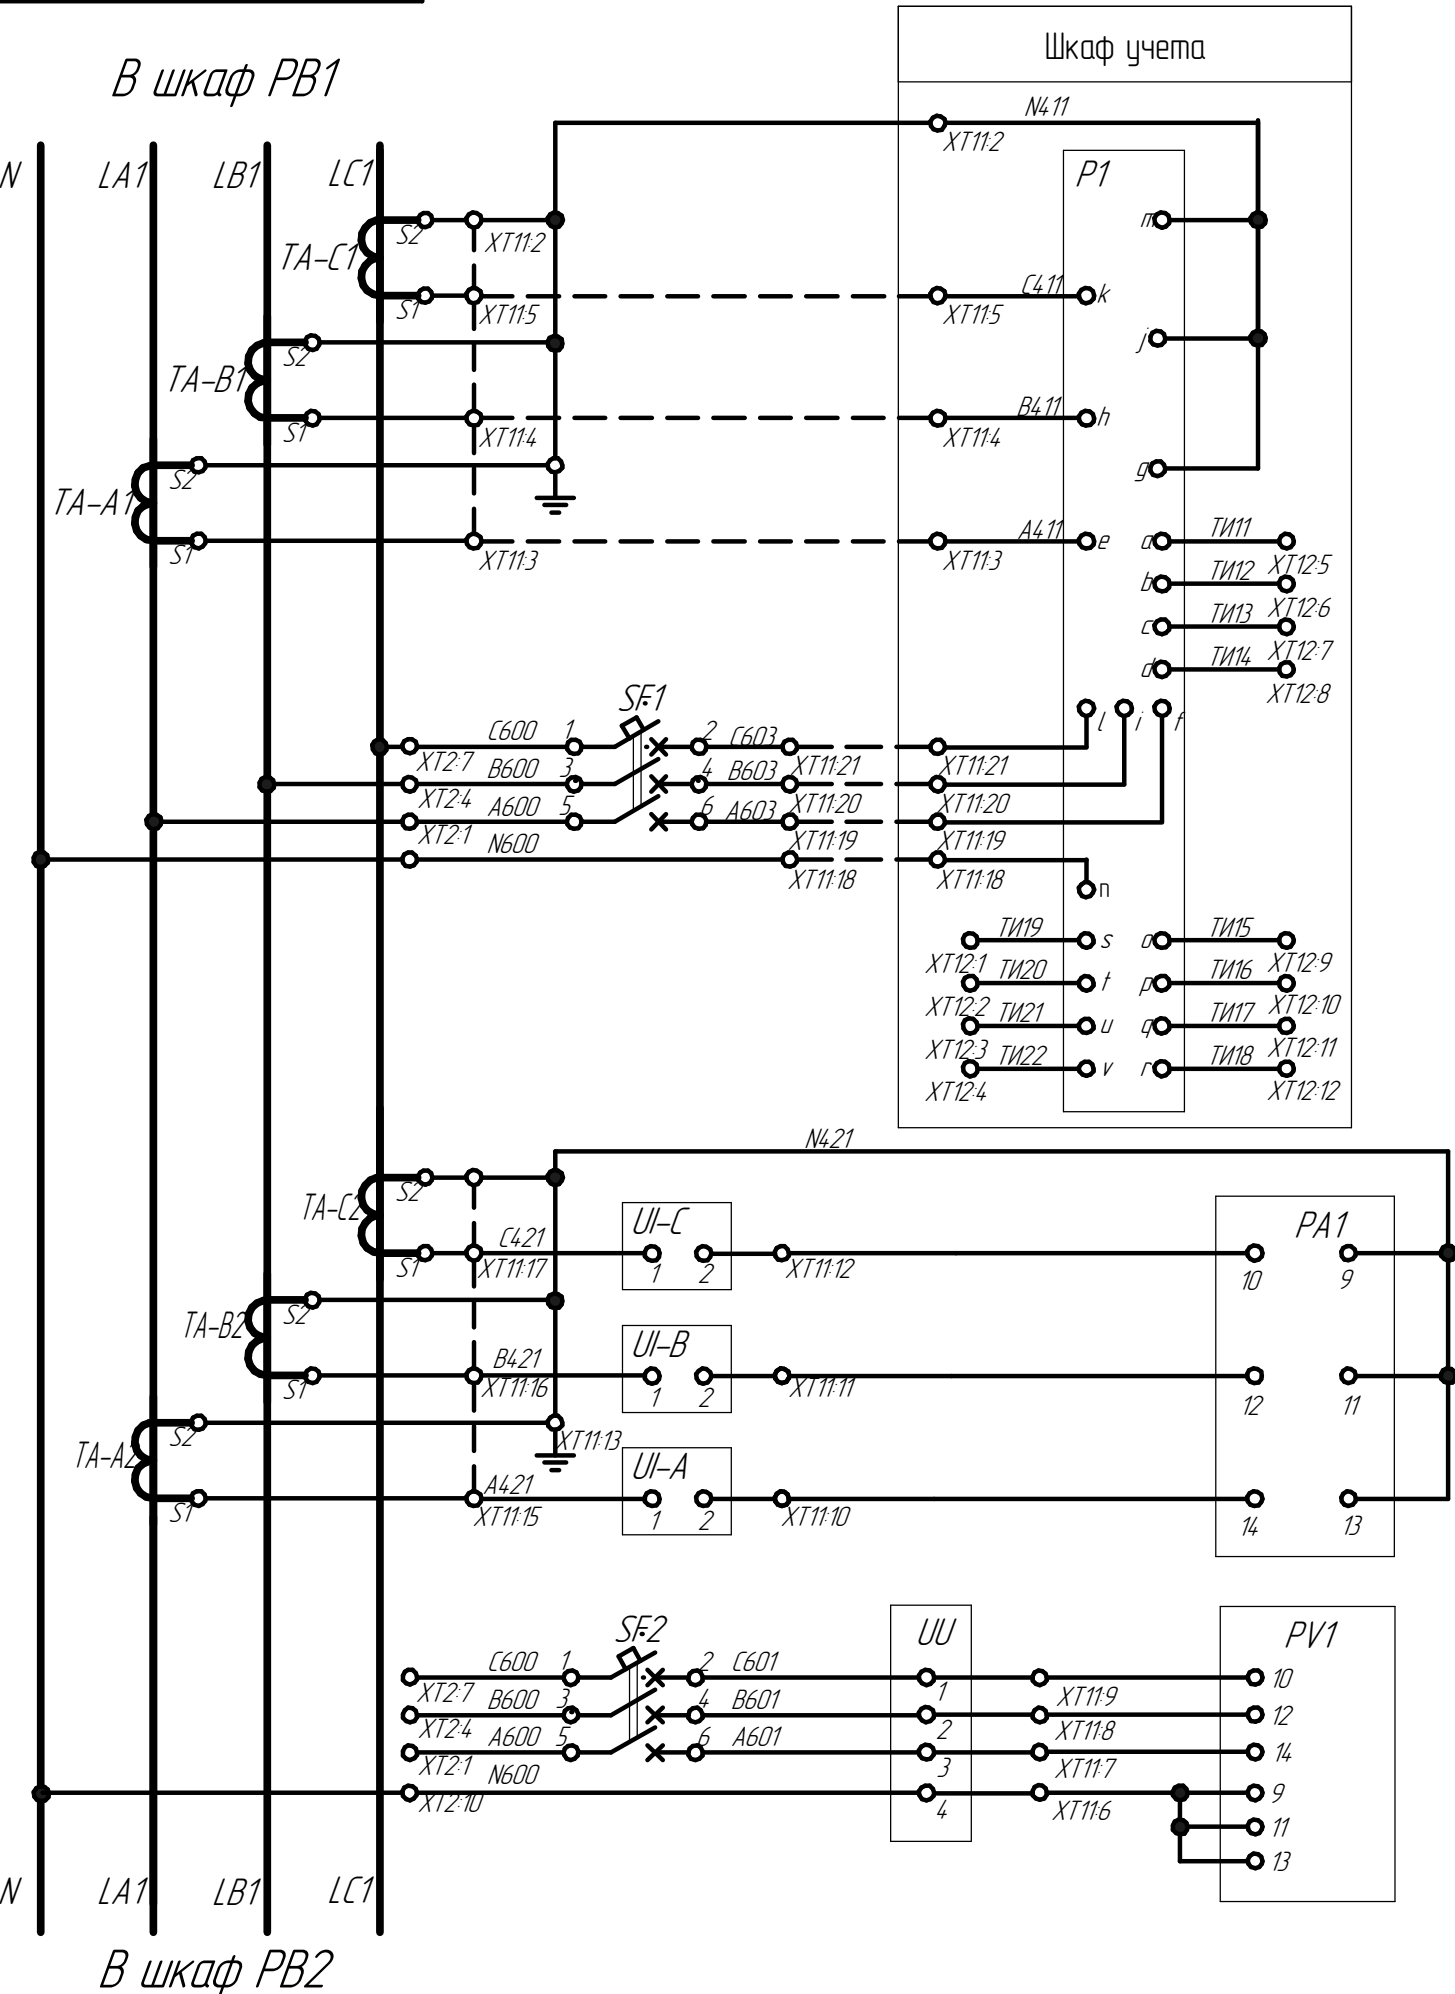 Шкаф учета
В шкаф РВ1
N LA1 LB1 LC1
N411
XT11:2
P1
TA-C1 S2 XT11:2
m
S1 XT11:5 XT11:5 C411 k
TA-B1 S2
j
S1 XT11:4 XT11:4 B411 h
TA-A1 S2
g
S1 XT11:3 XT11:3 A411 e
a ТИ11 XT12:5
b ТИ12 XT12:6
c ТИ13 XT12:7
d ТИ14 XT12:8
SF1
l i f
XT2:7 C600 1 2 C603 XT11:21 XT11:21
XT2:4 B600 3 4 B603 XT11:20 XT11:20
XT2:1 A600 5 6 A603 XT11:19 XT11:19
N600 XT11:18 XT11:18
n
XT12:1 ТИ19 s o ТИ15 XT12:9
XT12:2 ТИ20 t p ТИ16 XT12:10
XT12:3 ТИ21 u q ТИ17 XT12:11
XT12:4 ТИ22 v r ТИ18 XT12:12
N421
TA-C2 S2
UI-C
PA1
S1 C421 XT11:17 1 2 XT11:12 10 9
TA-B2 S2
UI-B
S1 B421 XT11:16 1 2 XT11:11 12 11
TA-A2 S2 XT11:13
UI-A
S1 A421 XT11:15 1 2 XT11:10 14 13
SF2
UU
PV1
XT2:7 C600 1 2 C601 1 XT11:9 10
XT2:4 B600 3 4 B601 2 XT11:8 12
XT2:1 A600 5 6 A601 3 XT11:7 14
XT2:10 N600 4 XT11:6 9
11
13
N LA1 LB1 LC1
В шкаф РВ2